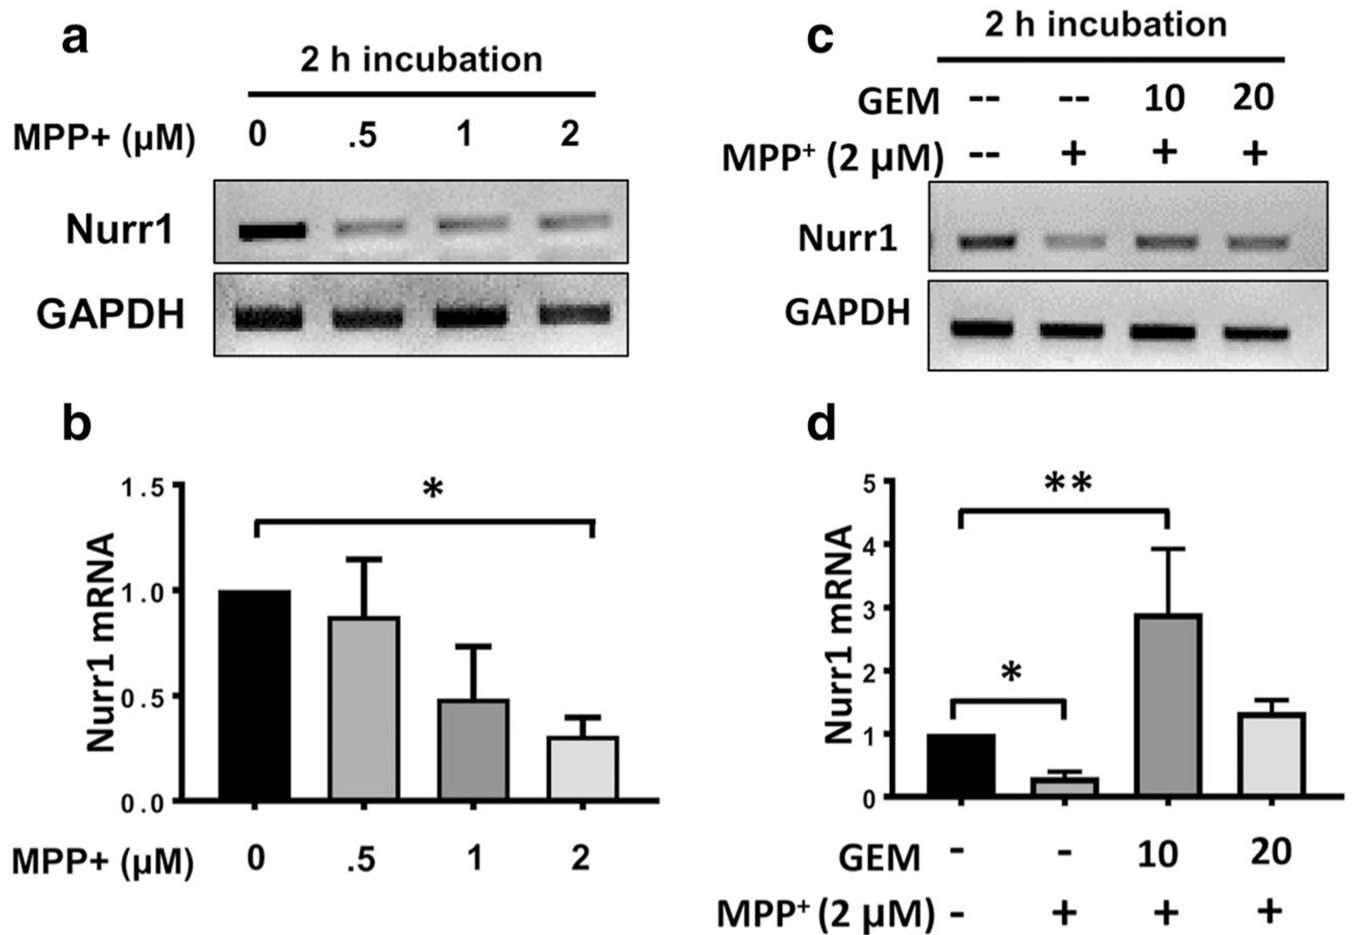 a
2 h incubation
MPP+ (µM) 0 .5 1 2
Nurr1
GAPDH
b
Nurr1 mRNA
1.5
1.0
0.5
0.0
*
MPP+ (µM) 0 .5 1 2
c
2 h incubation
GEM -- -- 10 20
MPP⁺ (2 µM) -- + + +
Nurr1
GAPDH
d
Nurr1 mRNA
5
4
3
2
1
0
**
*
GEM - - 10 20
MPP⁺ (2 µM) - + + +